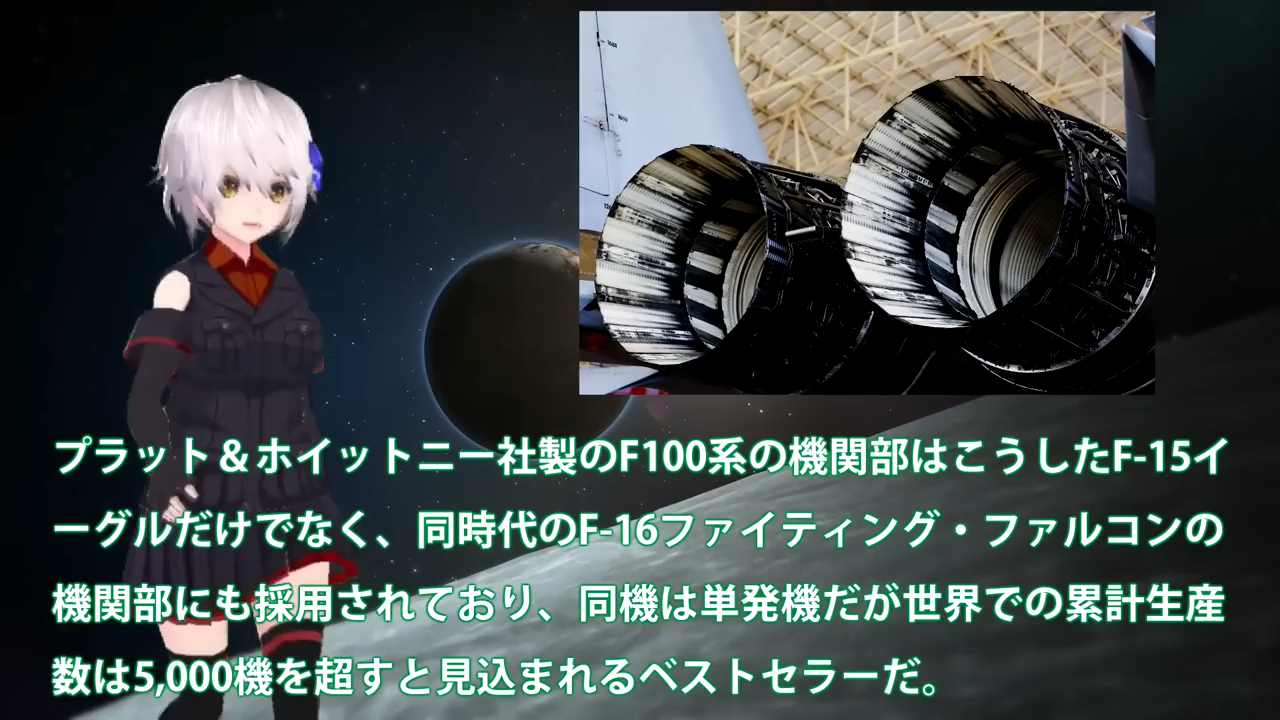 プラット＆ホイットニー社製のF100系の機関部はこうしたF-15イ
ーグルだけでなく、同時代のF-16ファイティング・ファルコンの
機関部にも採用されており、同機は単発機だが世界での累計生産
数は5,000機を超すと見込まれるベストセラーだ。